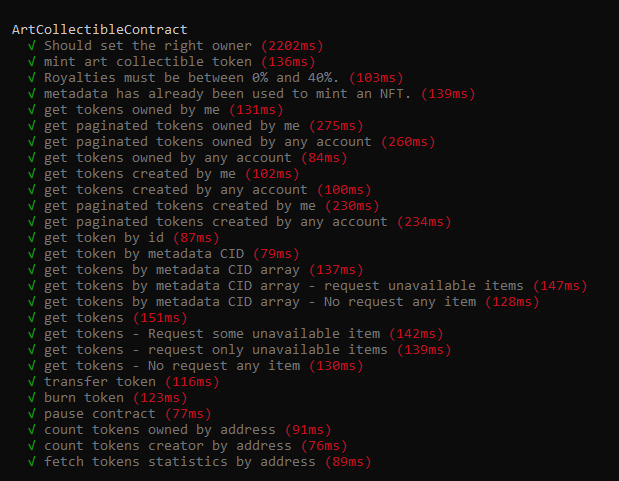 ArtCollectibleContract
√ Should set the right owner (2202ms)
√ mint art collectible token (136ms)
√ Royalties must be between 0% and 40%. (103ms)
√ metadata has already been used to mint an NFT. (139ms)
√ get tokens owned by me (131ms)
√ get paginated tokens owned by me (275ms)
√ get paginated tokens owned by any account (260ms)
√ get tokens owned by any account (84ms)
√ get tokens created by me (102ms)
√ get tokens created by any account (100ms)
√ get paginated tokens created by me (230ms)
√ get paginated tokens created by any account (234ms)
√ get token by id (87ms)
√ get token by metadata CID (79ms)
√ get tokens by metadata CID array (137ms)
√ get tokens by metadata CID array - request unavailable items (147ms)
√ get tokens by metadata CID array - No request any item (128ms)
√ get tokens (151ms)
√ get tokens - Request some unavailable item (142ms)
√ get tokens - request only unavailable items (139ms)
√ get tokens - No request any item (130ms)
√ transfer token (116ms)
√ burn token (123ms)
√ pause contract (77ms)
√ count tokens owned by address (91ms)
√ count tokens creator by address (76ms)
√ fetch tokens statistics by address (89ms)